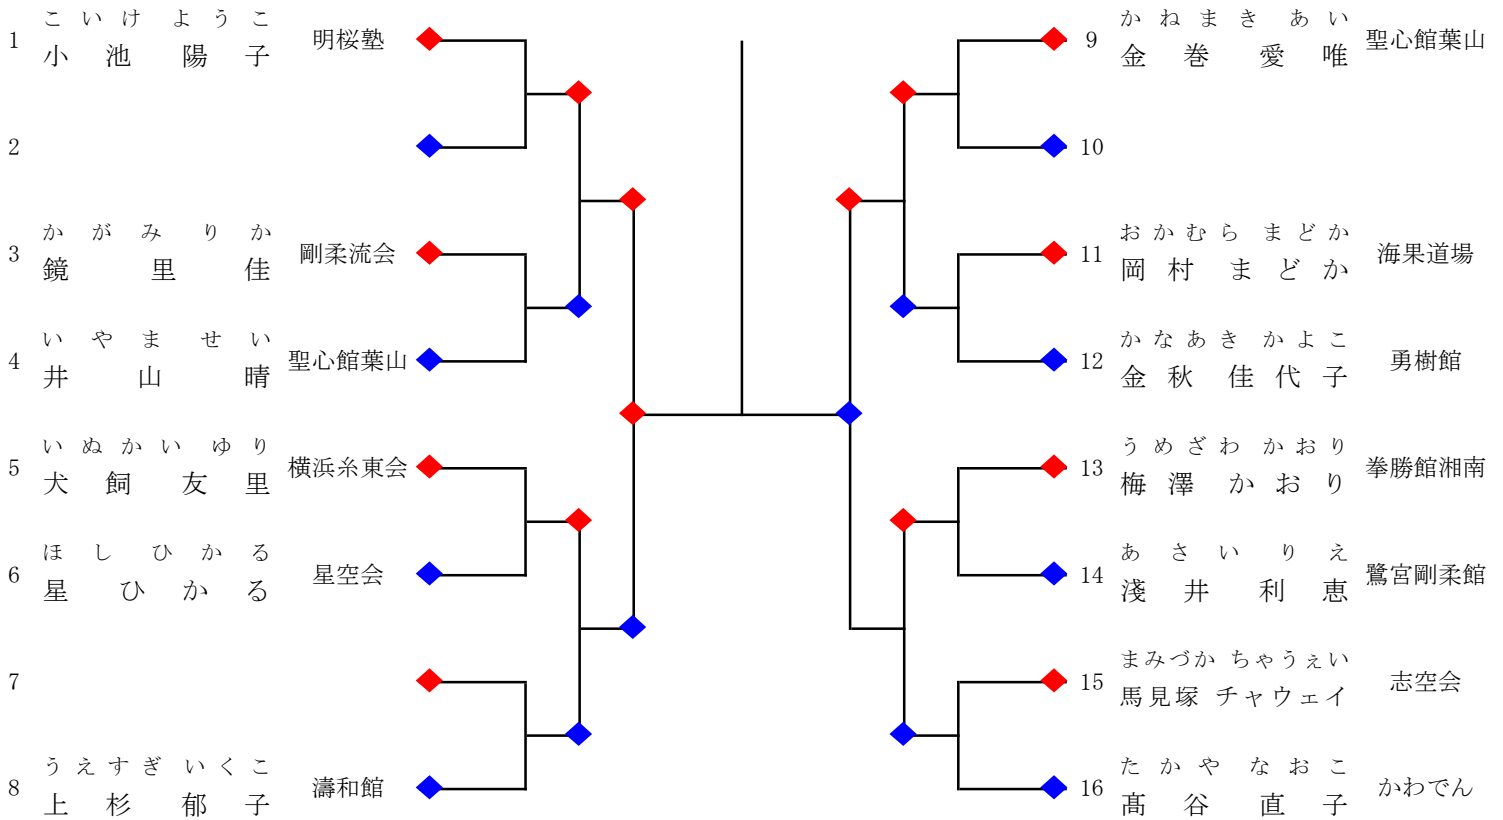 こいけ ようこ
1 小池 陽子 明桜塾
2
かがみ りか
3 鏡 里佳 剛柔流会
いやま せい
4 井山 晴 聖心館葉山
いぬかい ゆり
5 犬飼 友里 横浜糸東会
ほし ひかる
6 星 ひかる 星空会
7
うえすぎ いくこ
8 上杉 郁子 濤和館
かねまき あい
9 金巻 愛唯 聖心館葉山
10
おかむら まどか
11 岡村 まどか 海果道場
かなあき かよこ
12 金秋 佳代子 勇樹館
うめざわ かおり
13 梅澤 かおり 拳勝館湘南
あさい りえ
14 淺井 利恵 鷺宮剛柔館
まみづか ちゃうぇい
15 馬見塚 チャウェイ 志空会
たかや なおこ
16 髙谷 直子 かわでん